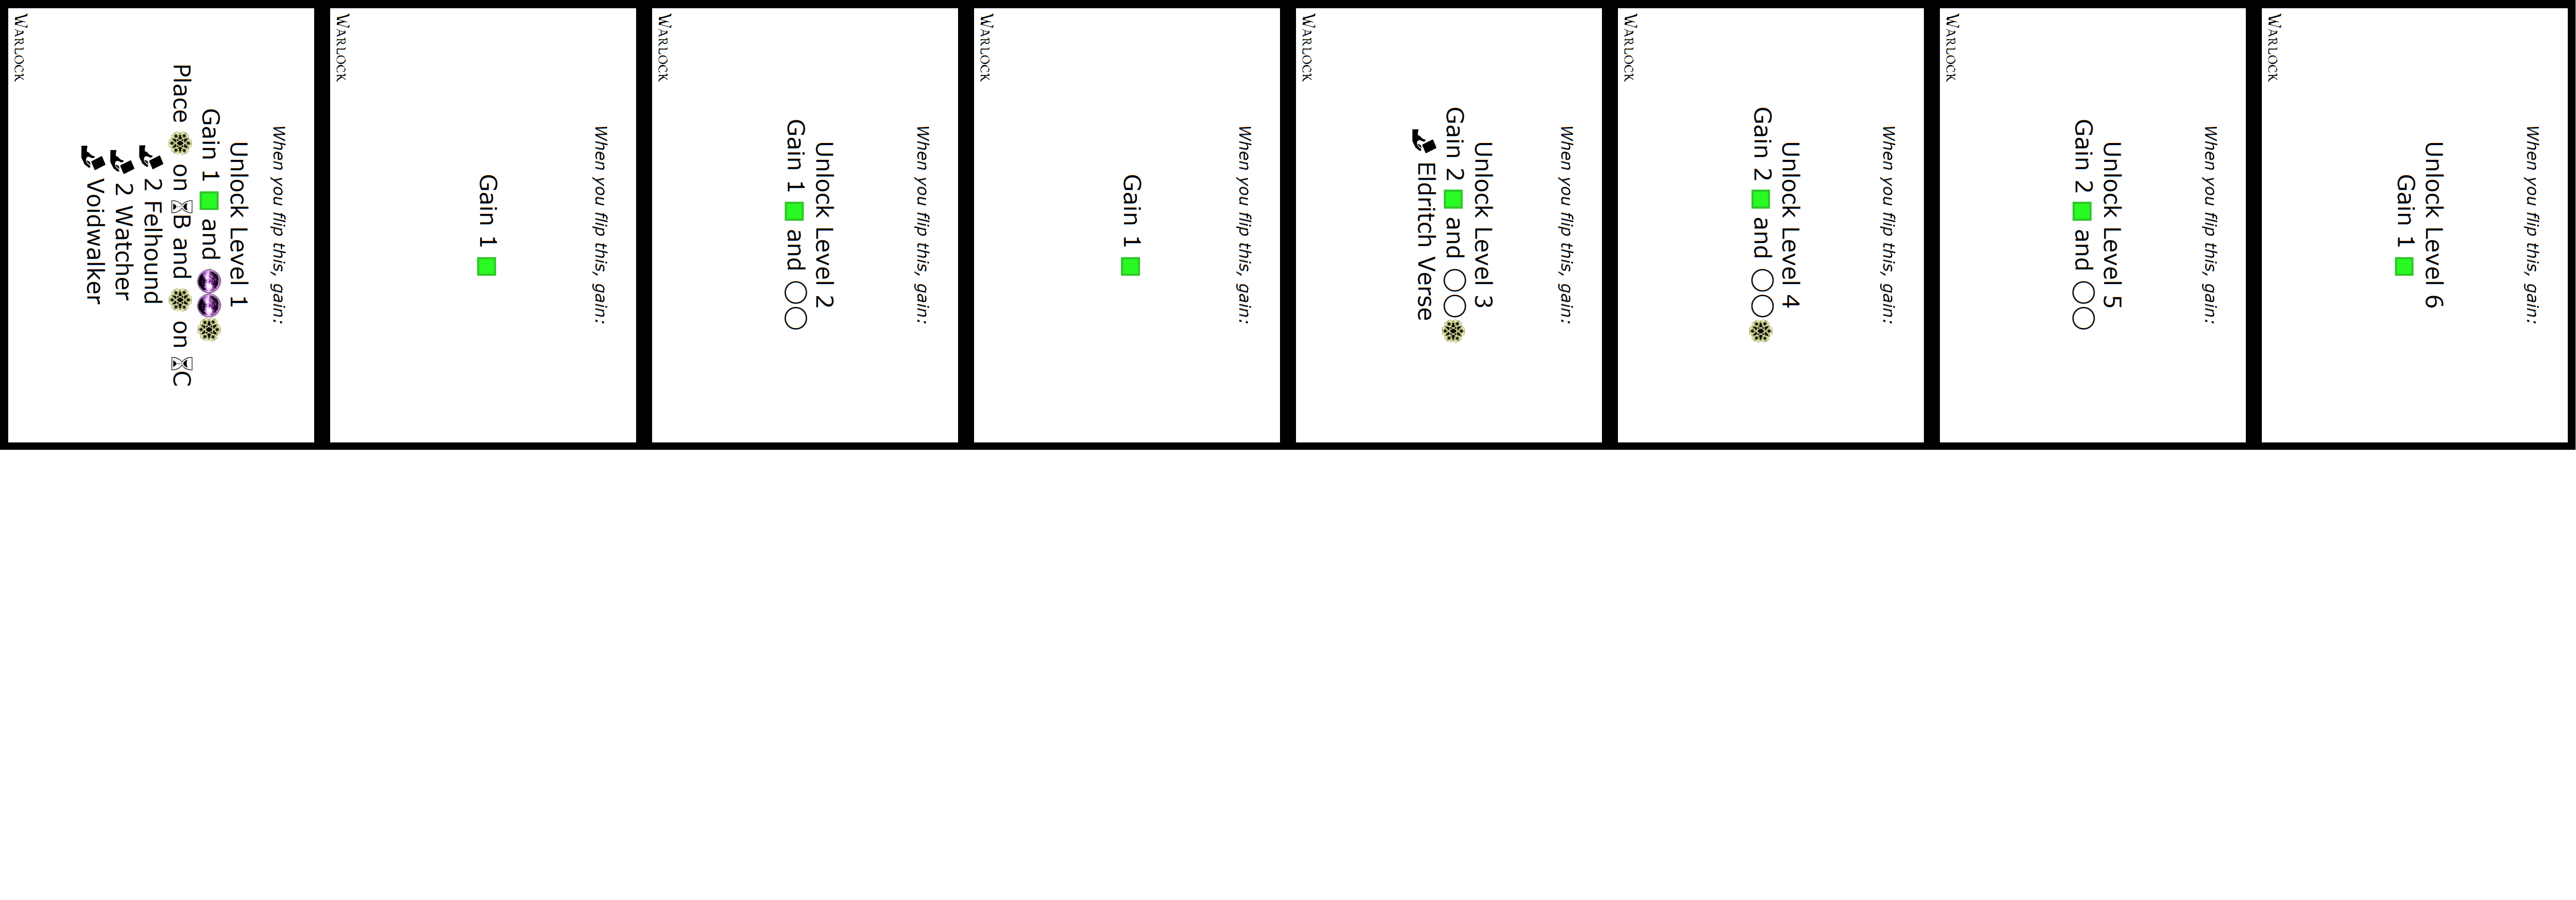 When you flip this, gain:
Unlock Level 1
Gain 1 and
Place on B and on C
2 Felhound
2 Watcher
Voidwalker
WARLOCK
When you flip this, gain:
Gain 1
WARLOCK
When you flip this, gain:
Unlock Level 2
Gain 1 and
WARLOCK
When you flip this, gain:
Gain 1
WARLOCK
When you flip this, gain:
Unlock Level 3
Gain 2 and
Eldritch Verse
WARLOCK
When you flip this, gain:
Unlock Level 4
Gain 2 and
WARLOCK
When you flip this, gain:
Unlock Level 5
Gain 2 and
WARLOCK
When you flip this, gain:
Unlock Level 6
Gain 1
WARLOCK